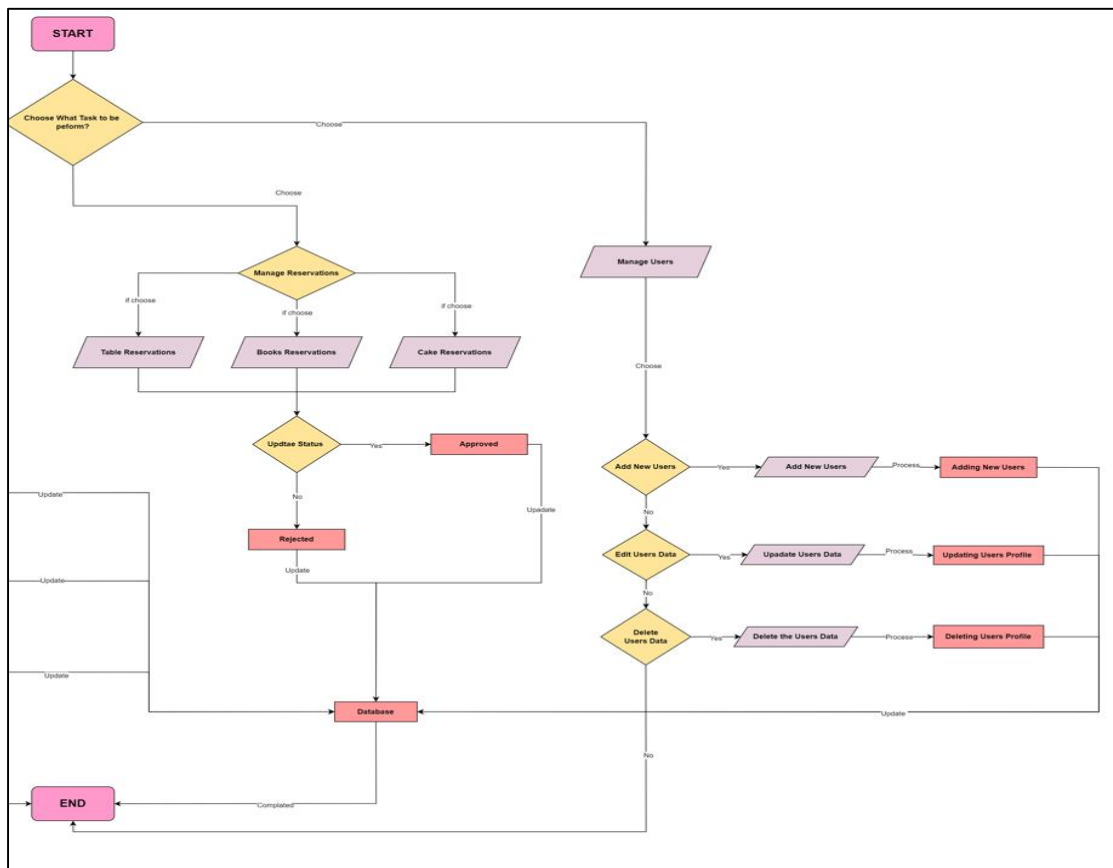 START
Choose What Task to be
peform?
Choose
Choose
Manage Reservations
Manage Users
if choose
if choose
if choose
Table Reservations
Books Reservations
Cake Reservations
Choose
Updtae Status
Yes
Approved
Add New Users
Yes
Add New Users
Process
Adding New Users
Update
No
Upadate
No
Rejected
Edit Users Data
Yes
Upadate Users Data
Process
Updating Users Profile
Update
Update
No
Delete
Users Data
Yes
Delete the Users Data
Process
Deleting Users Profile
Update
Database
Update
No
END
Complated